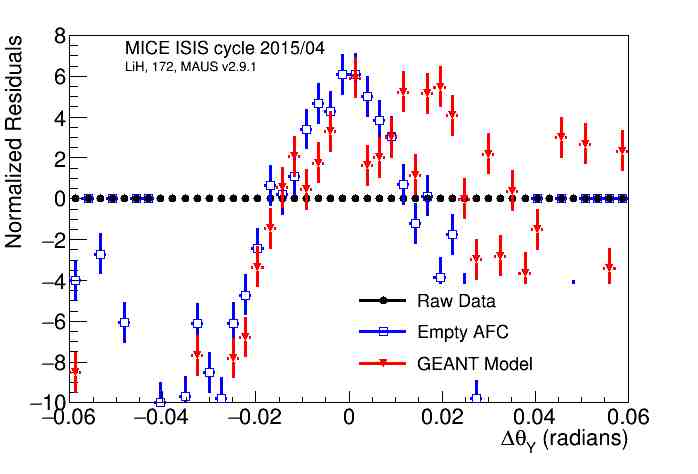 MICE ISIS cycle 2015/04
LiH, 172, MAUS v2.9.1
Normalized Residuals
8
6
4
2
0
−2
−4
−6
−8
−10
Raw Data
Empty AFC
GEANT Model
−0.06 −0.04 −0.02 0 0.02 0.04 0.06
Δθ_Y (radians)